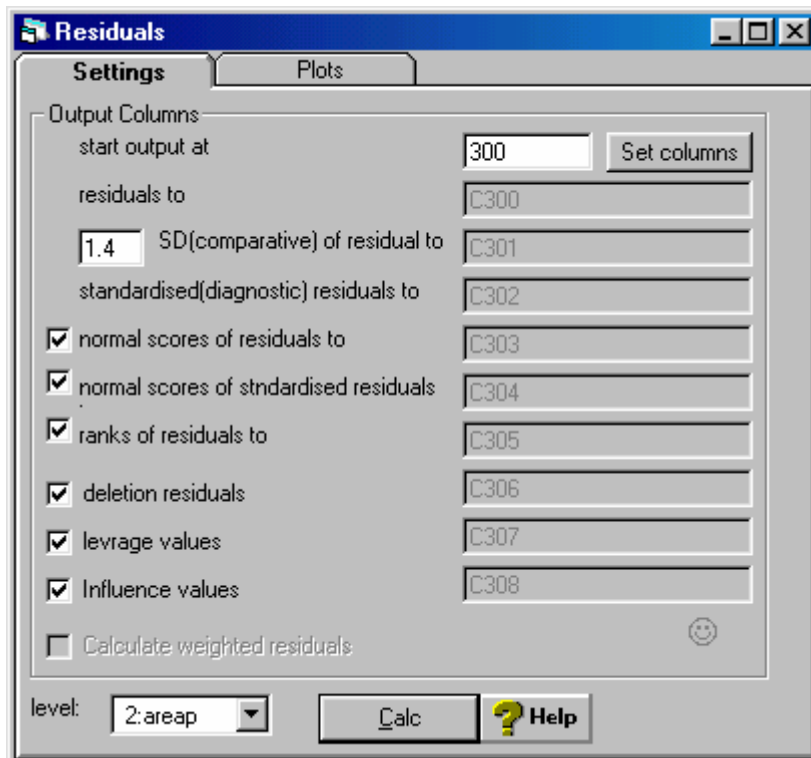 Residuals
Settings Plots
Output Columns
start output at 300 Set columns
residuals to C300
1.4 SD(comparative) of residual to C301
standardised(diagnostic) residuals to C302
normal scores of residuals to C303
normal scores of stndardised residuals C304
ranks of residuals to C305
deletion residuals C306
levrage values C307
Influence values C308
Calculate weighted residuals
level: 2:areap Calc ? Help